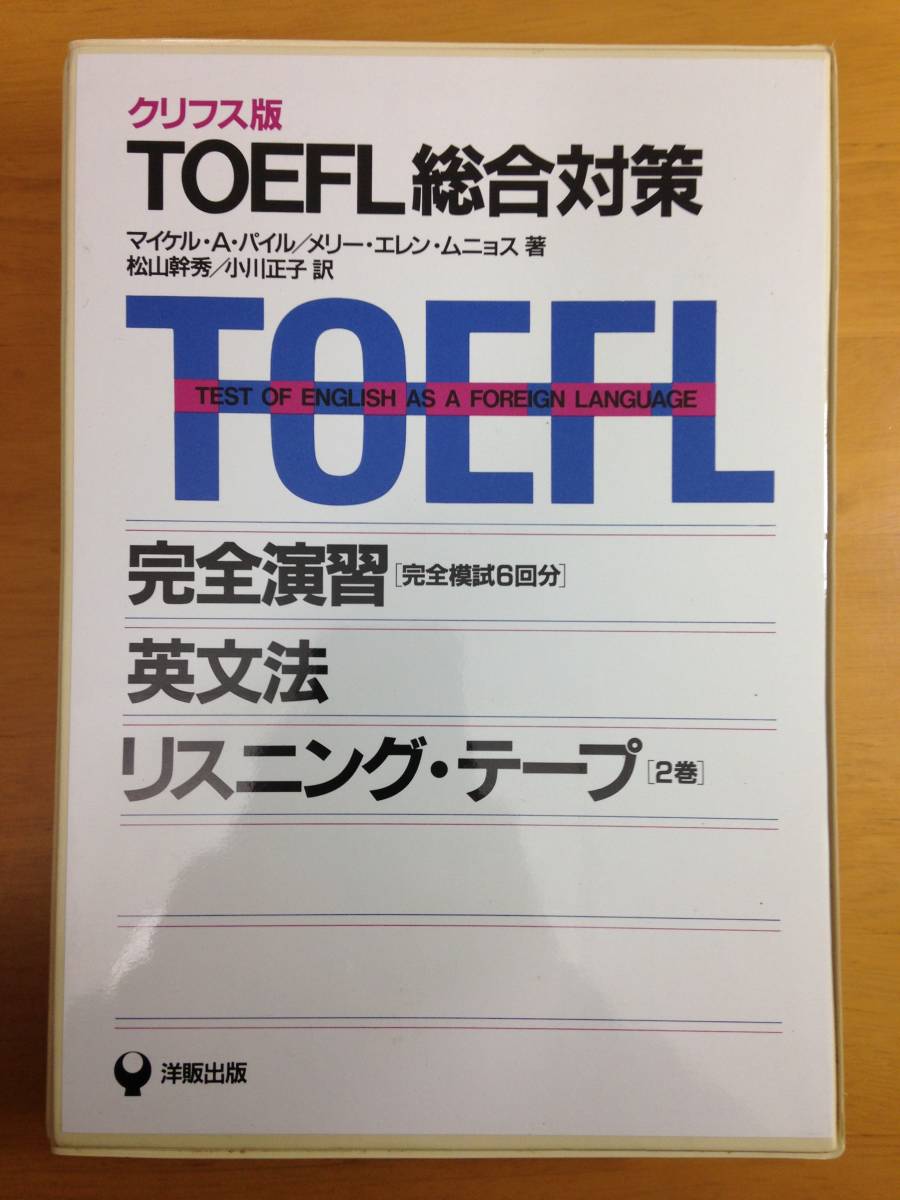 クリフス版
TOEFL総合対策
マイケル・A・パイル/メリー・エレン・ムニョス 著
松山幹秀/小川正子 訳
TOEFL
TEST OF ENGLISH AS A FOREIGN LANGUAGE
完全演習[完全模試6回分]
英文法
リスニング・テープ[2巻]
洋販出版